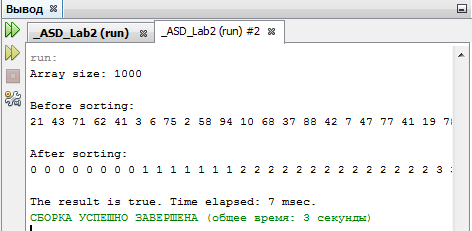 Вывод
_ASD_Lab2 (run)
_ASD_Lab2 (run) #2
run:
Array size: 1000
Before sorting:
21 43 71 62 41 3 6 75 2 58 94 10 68 37 88 42 7 47 77 41 19
After sorting:
0 0 0 0 0 0 0 0 1 1 1 1 1 1 1 2 2 2 2 2 2 2 2 2 2 2 2 2 2 2 3
The result is true. Time elapsed: 7 msec.
СБОРКА УСПЕШНО ЗАВЕРШЕНА (общее время: 3 секунды)